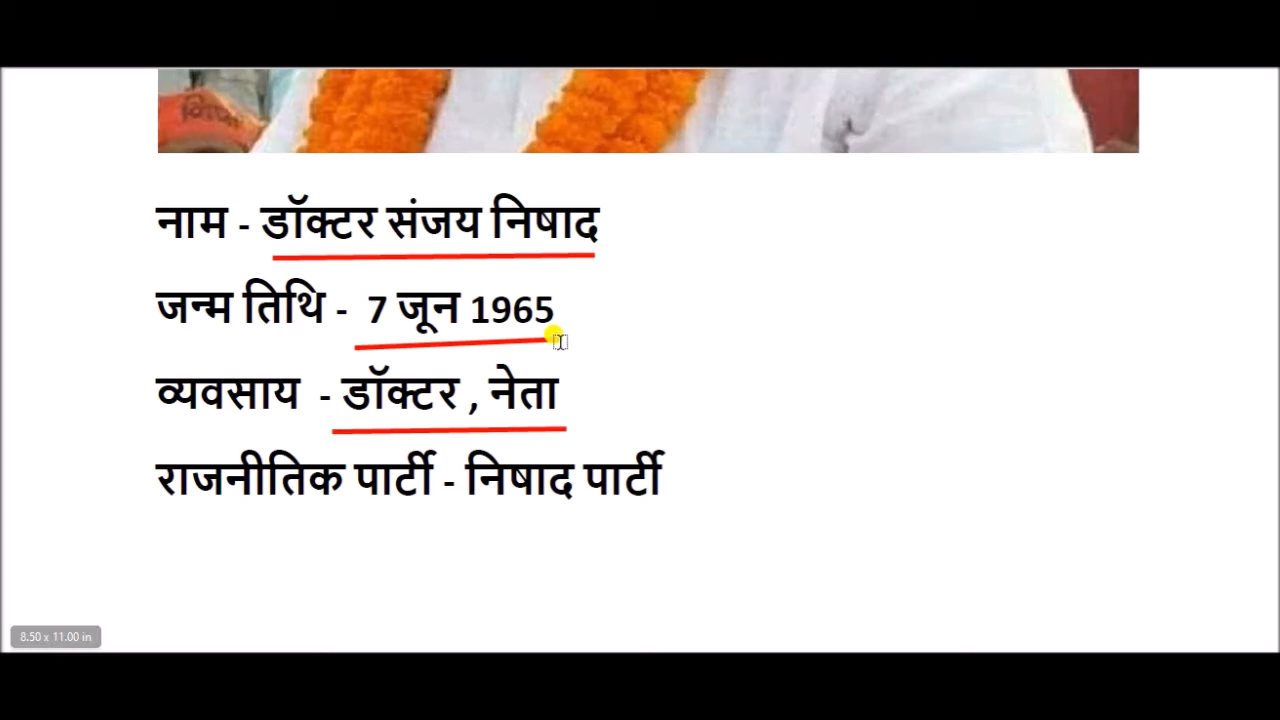 नाम - डॉक्टर संजय निषाद
जन्म तिथि - 7 जून 1965
व्यवसाय - डॉक्टर , नेता
राजनीतिक पार्टी - निषाद पार्टी
8.50 x 11.00 in